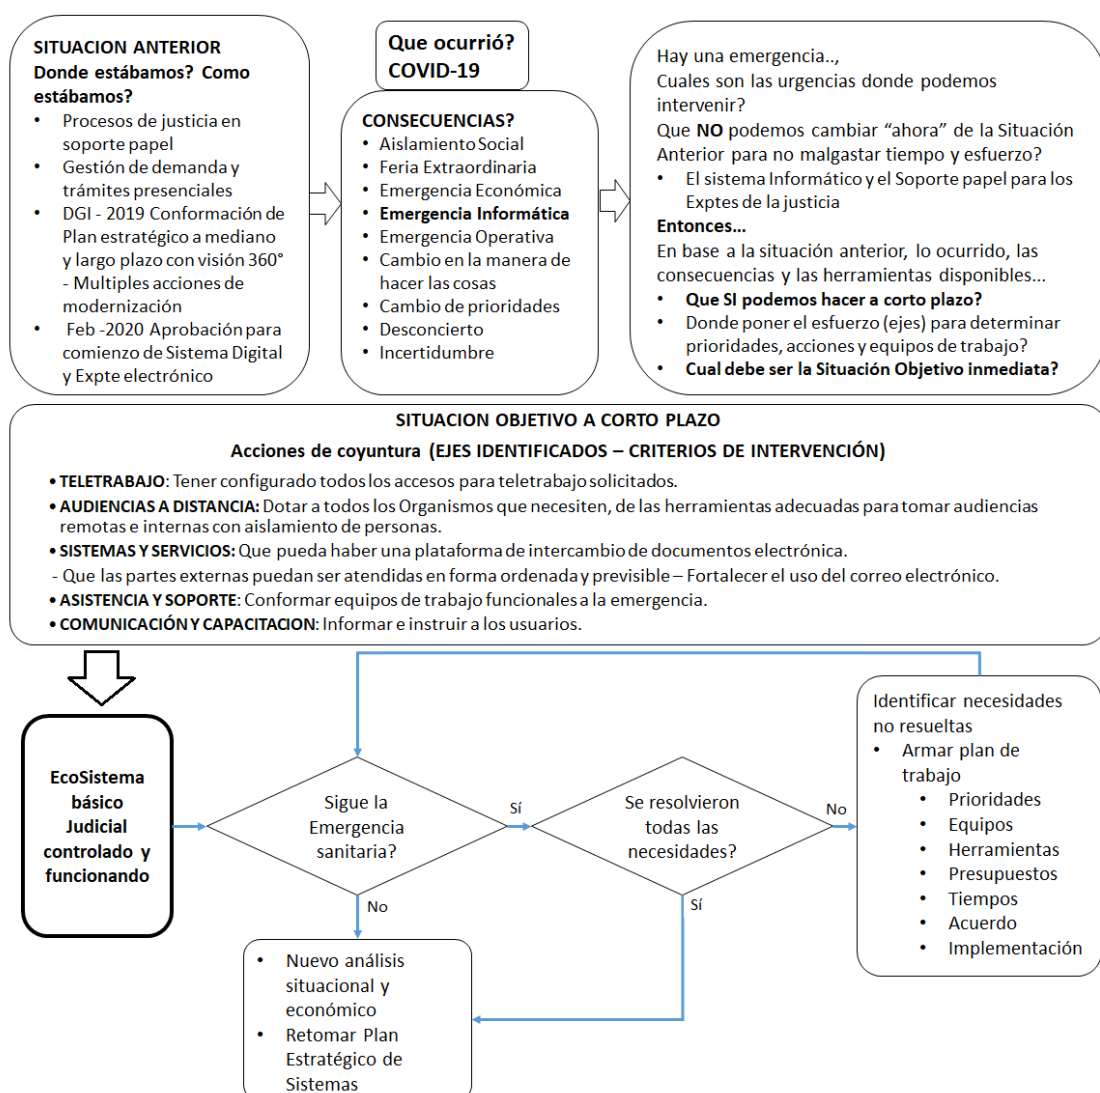 SITUACION ANTERIOR
Donde estábamos? Como
estábamos?
• Procesos de justicia en
soporte papel
• Gestión de demanda y
trámites presenciales
• DGI - 2019 Conformación de
Plan estratégico a mediano
y largo plazo con visión 360°
- Multiples acciones de
modernización
• Feb -2020 Aprobación para
comienzo de Sistema Digital
y Expte electrónico
Que ocurrió?
COVID-19
CONSECUENCIAS?
• Aislamiento Social
• Feria Extraordinaria
• Emergencia Económica
• Emergencia Informática
• Emergencia Operativa
• Cambio en la manera de
hacer las cosas
• Cambio de prioridades
• Desconcierto
• Incertidumbre
Hay una emergencia..,
Cuales son las urgencias donde podemos
intervenir?
Que NO podemos cambiar “ahora” de la Situación
Anterior para no malgastar tiempo y esfuerzo?
• El sistema Informático y el Soporte papel para los
Exptes de la justicia
Entonces...
En base a la situación anterior, lo ocurrido, las
consecuencias y las herramientas disponibles...
• Que SI podemos hacer a corto plazo?
• Donde poner el esfuerzo (ejes) para determinar
prioridades, acciones y equipos de trabajo?
• Cual debe ser la Situación Objetivo inmediata?
SITUACION OBJETIVO A CORTO PLAZO
Acciones de coyuntura (EJES IDENTIFICADOS – CRITERIOS DE INTERVENCIÓN)
• TELETRABAJO: Tener configurado todos los accesos para teletrabajo solicitados.
• AUDIENCIAS A DISTANCIA: Dotar a todos los Organismos que necesiten, de las herramientas adecuadas para tomar audiencias
remotas e internas con aislamiento de personas.
• SISTEMAS Y SERVICIOS: Que pueda haber una plataforma de intercambio de documentos electrónica.
- Que las partes externas puedan ser atendidas en forma ordenada y previsible – Fortalecer el uso del correo electrónico.
• ASISTENCIA Y SOPORTE: Conformar equipos de trabajo funcionales a la emergencia.
• COMUNICACIÓN Y CAPACITACION: Informar e instruir a los usuarios.
EcoSistema
básico
Judicial
controlado y
funcionando
Sigue la
Emergencia
sanitaria?
Sí
No
Se resolvieron
todas las
necesidades?
No
Sí
Identificar necesidades
no resueltas
• Armar plan de
trabajo
• Prioridades
• Equipos
• Herramientas
• Presupuestos
• Tiempos
• Acuerdo
• Implementación
• Nuevo análisis
situacional y
económico
• Retomar Plan
Estratégico de
Sistemas